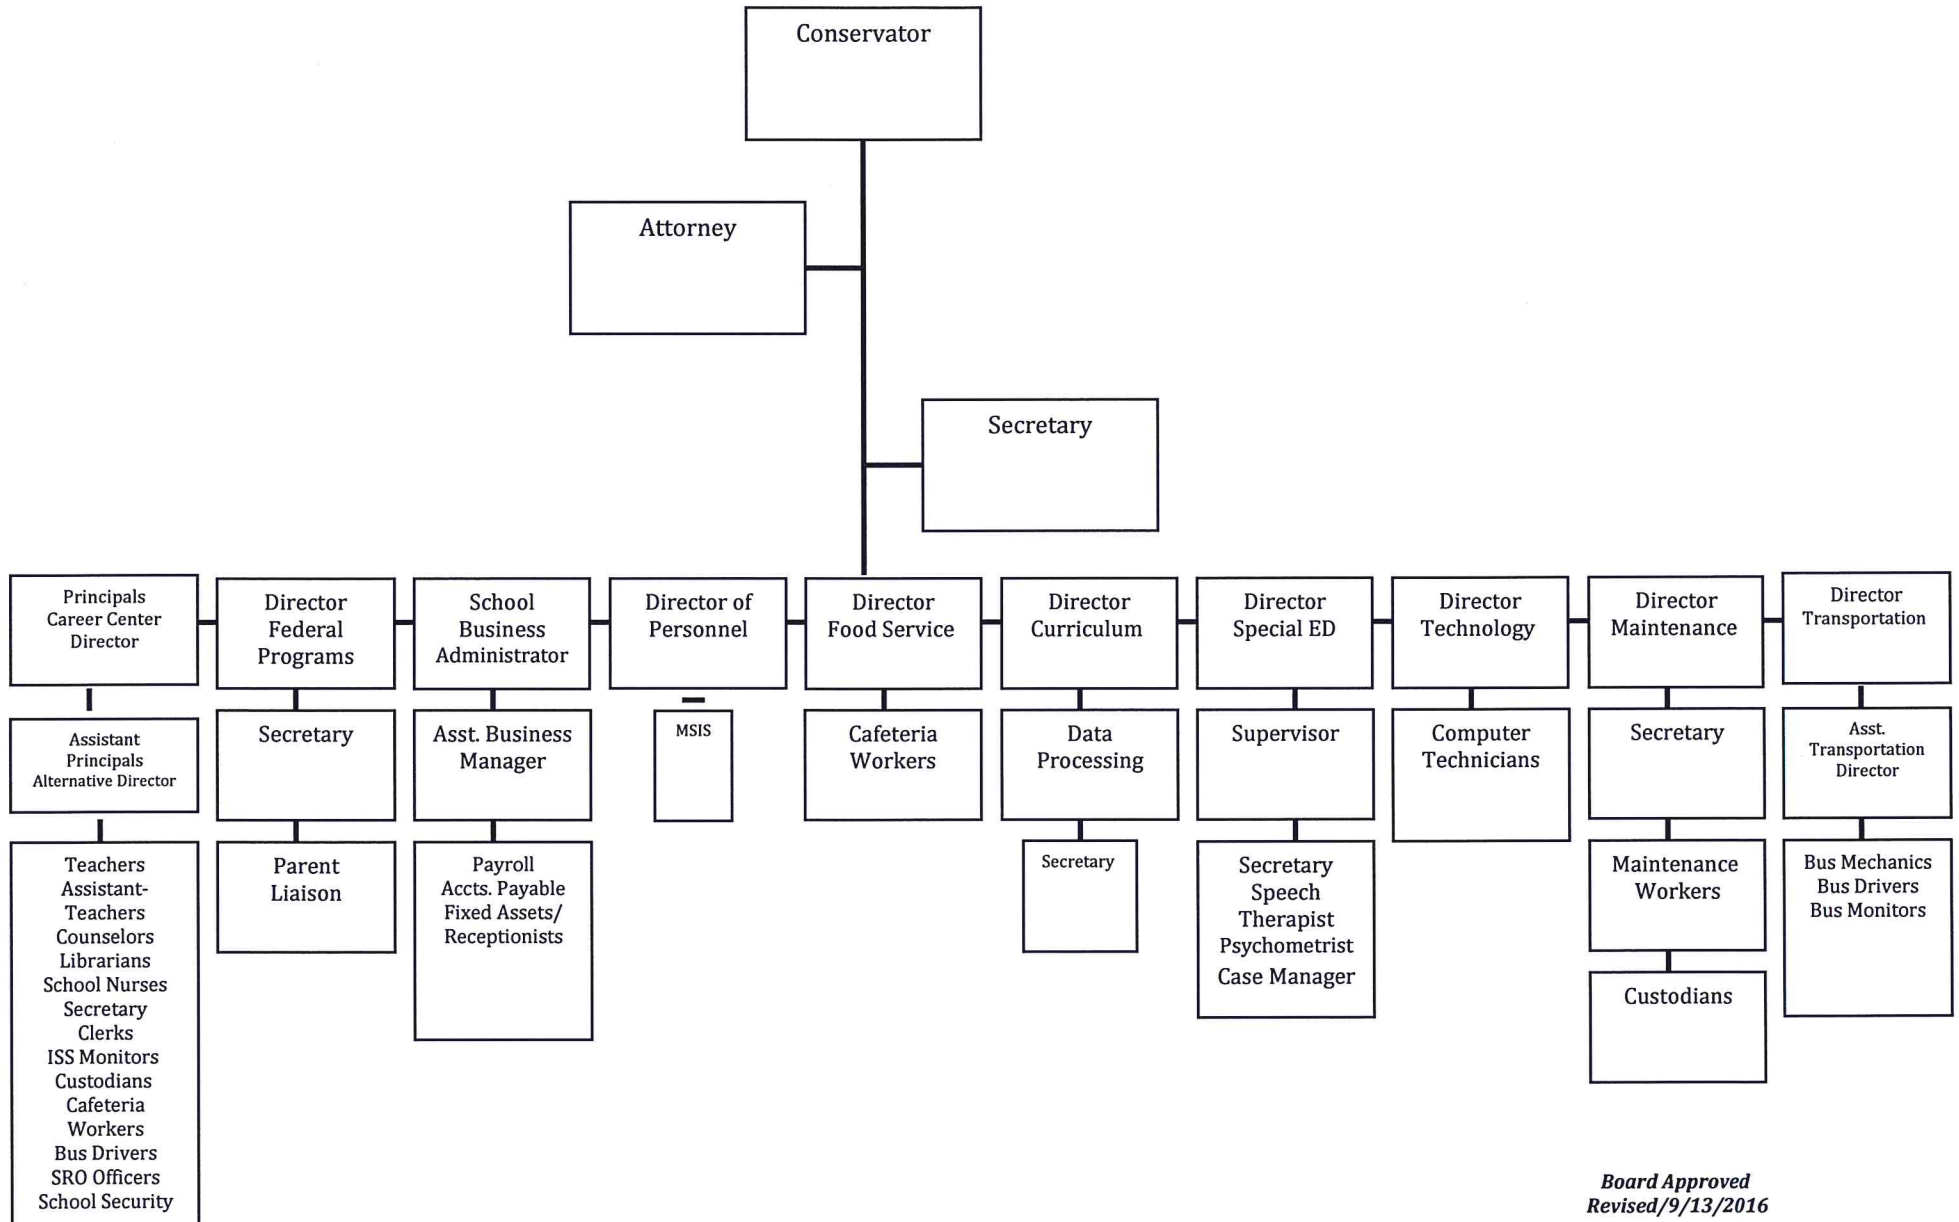 Conservator
Attorney
Secretary
Principals
Career Center
Director
Director
Federal
Programs
School
Business
Administrator
Director of
Personnel
Director
Food Service
Director
Curriculum
Director
Special ED
Director
Technology
Director
Maintenance
Director
Transportation
Assistant
Principals
Alternative Director
Secretary
Asst. Business
Manager
MSIS
Cafeteria
Workers
Data
Processing
Supervisor
Computer
Technicians
Secretary
Asst.
Transportation
Director
Teachers
Assistant-
Teachers
Counselors
Librarians
School Nurses
Secretary
Clerks
ISS Monitors
Custodians
Cafeteria
Workers
Bus Drivers
SRO Officers
School Security
Parent
Liaison
Payroll
Accts. Payable
Fixed Assets/
Receptionists
Secretary
Secretary
Speech
Therapist
Psychometrist
Case Manager
Maintenance
Workers
Bus Mechanics
Bus Drivers
Bus Monitors
Custodians
Board Approved
Revised/9/13/2016